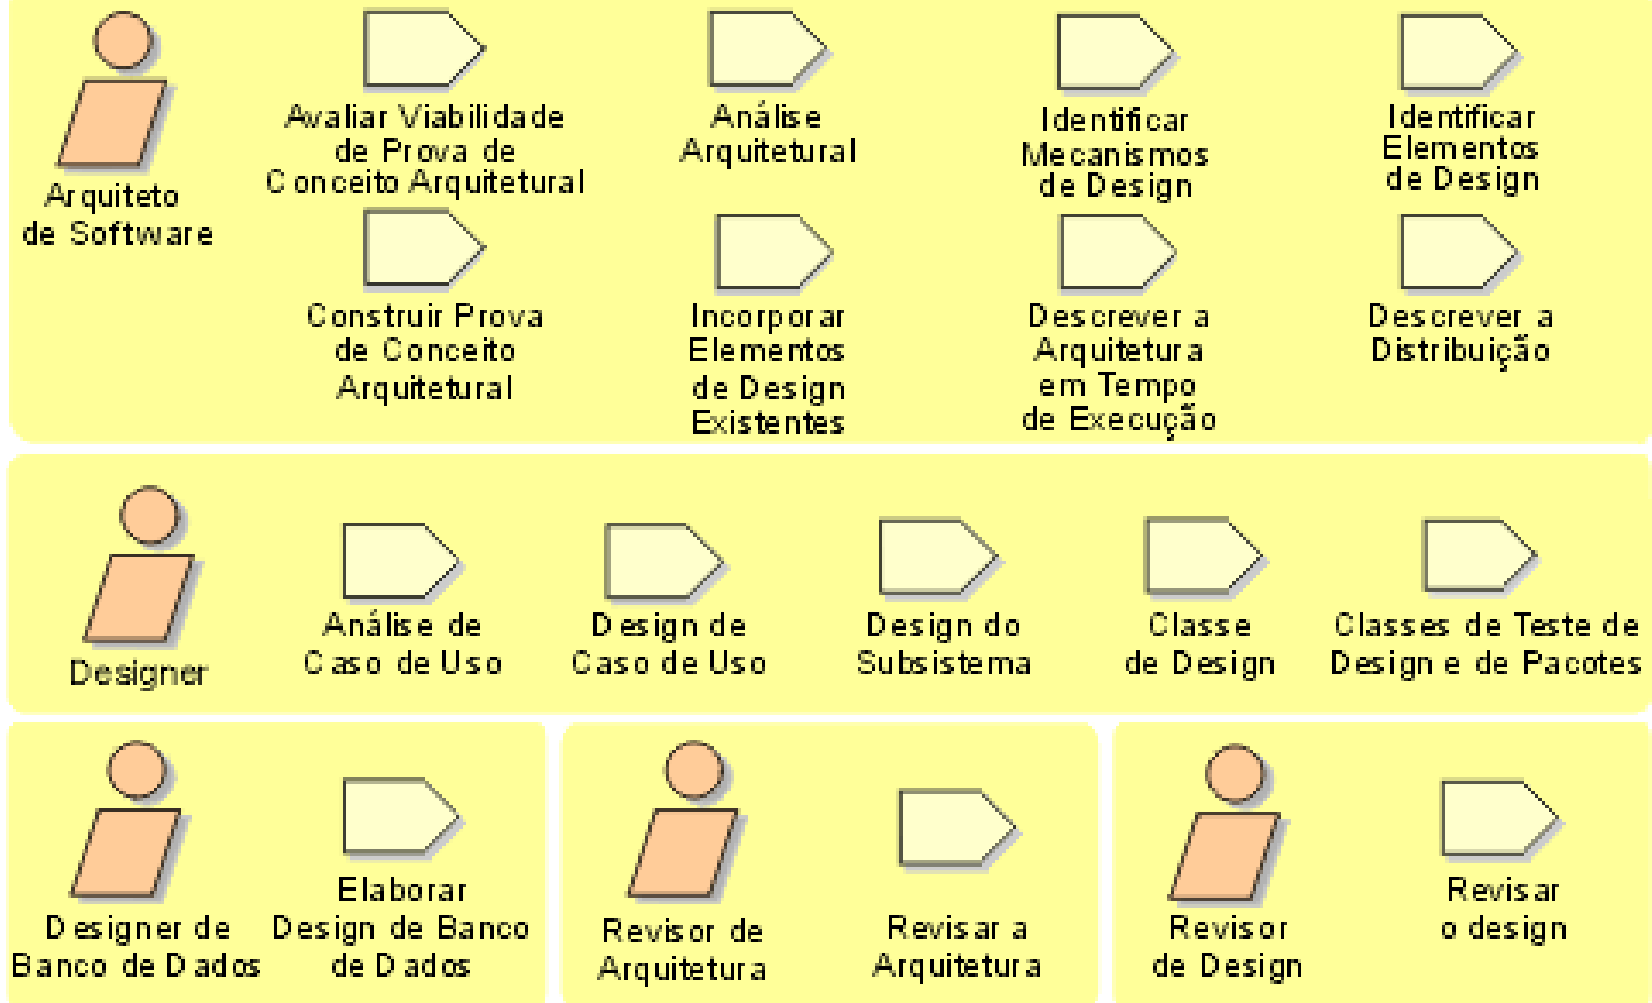 Arquiteto
de Software
Avaliar Viabilidade
de Prova de
Conceito Arquitetural
Análise
Arquitetural
Identificar
Mecanismos
de Design
Identificar
Elementos
de Design
Construir Prova
de Conceito
Arquitetural
Incorporar
Elementos
de Design
Existentes
Descrever a
Arquitetura
em Tempo
de Execução
Descrever a
Distribuição
Designer
Análise de
Caso de Uso
Design de
Caso de Uso
Design do
Subsistema
Classe
de Design
Classes de Teste de
Design e de Pacotes
Designer de
Banco de Dados
Elaborar
Design de Banco
de Dados
Revisor de
Arquitetura
Revisar a
Arquitetura
Revisor
de Design
Revisar
o design